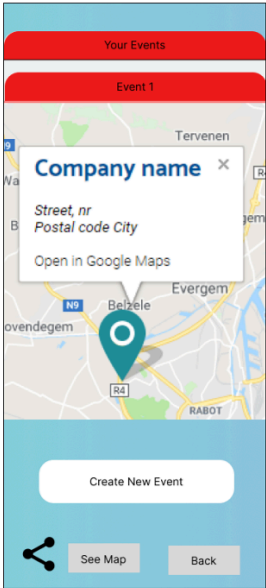 Your Events
Event 1
Tervenen
Company name ×
Street, nr
Postal code City
Open in Google Maps
Evergem
N9
Belzele
ovendegem
R4
RABOT
Create New Event
See Map
Back